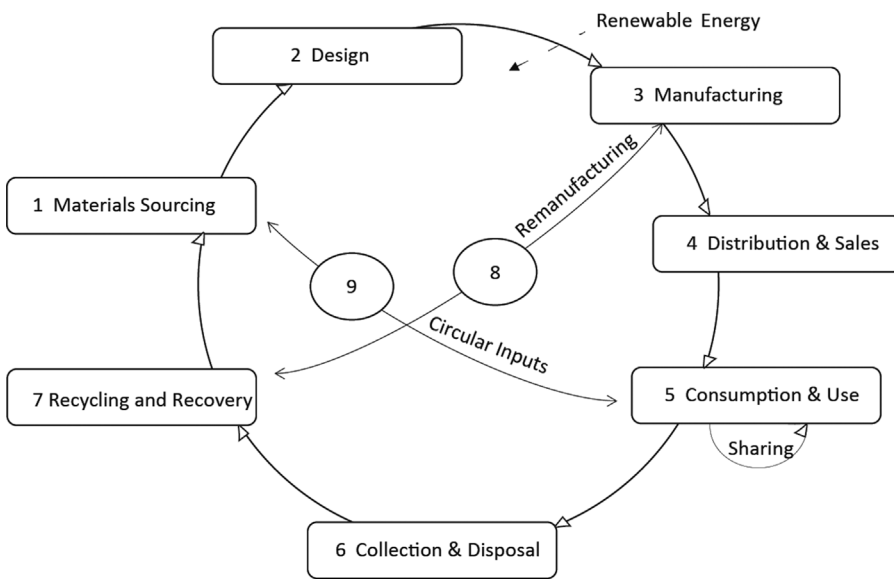 Renewable Energy
2 Design
3 Manufacturing
Remanufacturing
1 Materials Sourcing
4 Distribution & Sales
8
9
Circular Inputs
7 Recycling and Recovery
5 Consumption & Use
Sharing
6 Collection & Disposal